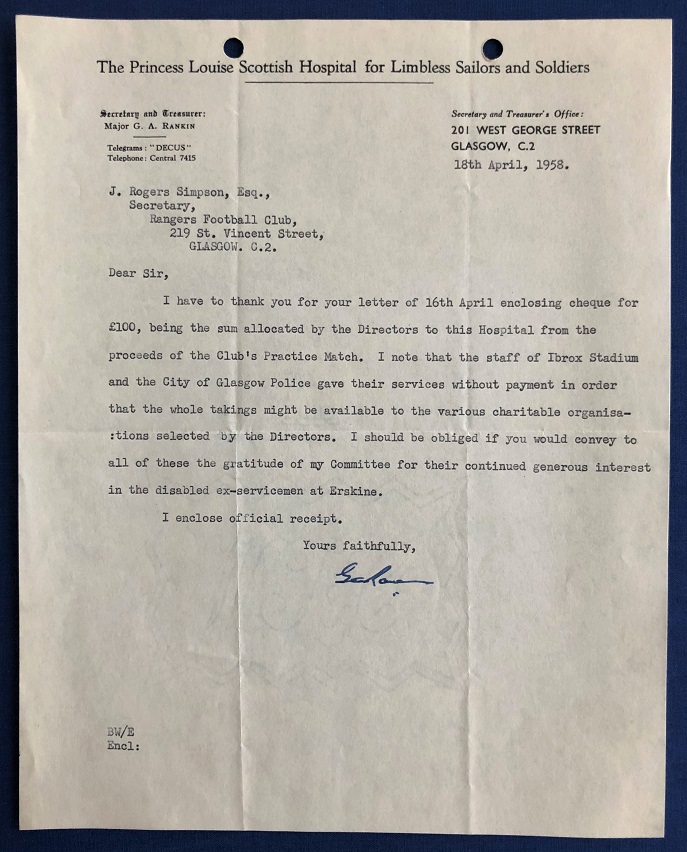 The Princess Louise Scottish Hospital for Limbless Sailors and Soldiers
Secretary and Treasurer:
Major G. A. RANKIN
Telegrams: "DECUS"
Telephone: Central 7415
Secretary and Treasurer's Office:
201 WEST GEORGE STREET
GLASGOW, C.2
18th April, 1958.
J. Rogers Simpson, Esq.,
Secretary,
Rangers Football Club,
219 St. Vincent Street,
GLASGOW. C.2.
Dear Sir,
I have to thank you for your letter of 16th April enclosing cheque for
£100, being the sum allocated by the Directors to this Hospital from the
proceeds of the Club's Practice Match. I note that the staff of Ibrox Stadium
and the City of Glasgow Police gave their services without payment in order
that the whole takings might be available to the various charitable organisa-
:tions selected by the Directors. I should be obliged if you would convey to
all of these the gratitude of my Committee for their continued generous interest
in the disabled ex-servicemen at Erskine.
I enclose official receipt.
Yours faithfully,
BW/E
Encl: